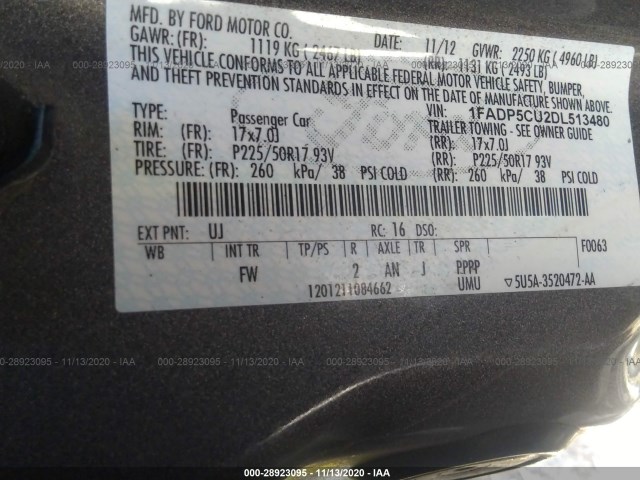 MFD. BY FORD MOTOR CO.
DATE: 11/12 GVWR: 2250 KG ( 4960 LB)
GAWR: (FR): 1119 KG ( 2467 LB) (RR): 1131 KG ( 2493 LB)
THIS VEHICLE CONFORMS TO ALL APPLICABLE FEDERAL MOTOR VEHICLE SAFETY, BUMPER,
AND THEFT PREVENTION STANDARDS IN EFFECT ON THE DATE OF MANUFACTURE SHOWN ABOVE.
VIN: 1FADP5CU2DL513480
TYPE: Passenger Car TRAILER TOWING - SEE OWNER GUIDE
RIM: (FR): 17x7.0J (RR): 17x7.0J
TIRE: (FR): P225/50R17 93V (RR): P225/50R17 93V
PRESSURE: (FR): 260 kPa/ 38 PSI COLD (RR): 260 kPa/ 38 PSI COLD
EXT PNT: UJ RC: 16 DSO: F0063
WB INT TR TP/PS R AXLE TR SPR
FW 2 AN J PPPP
1201211084662 UMU ▽5U5A-3520472-AA
000-28923095 - 11/13/2020 - IAA